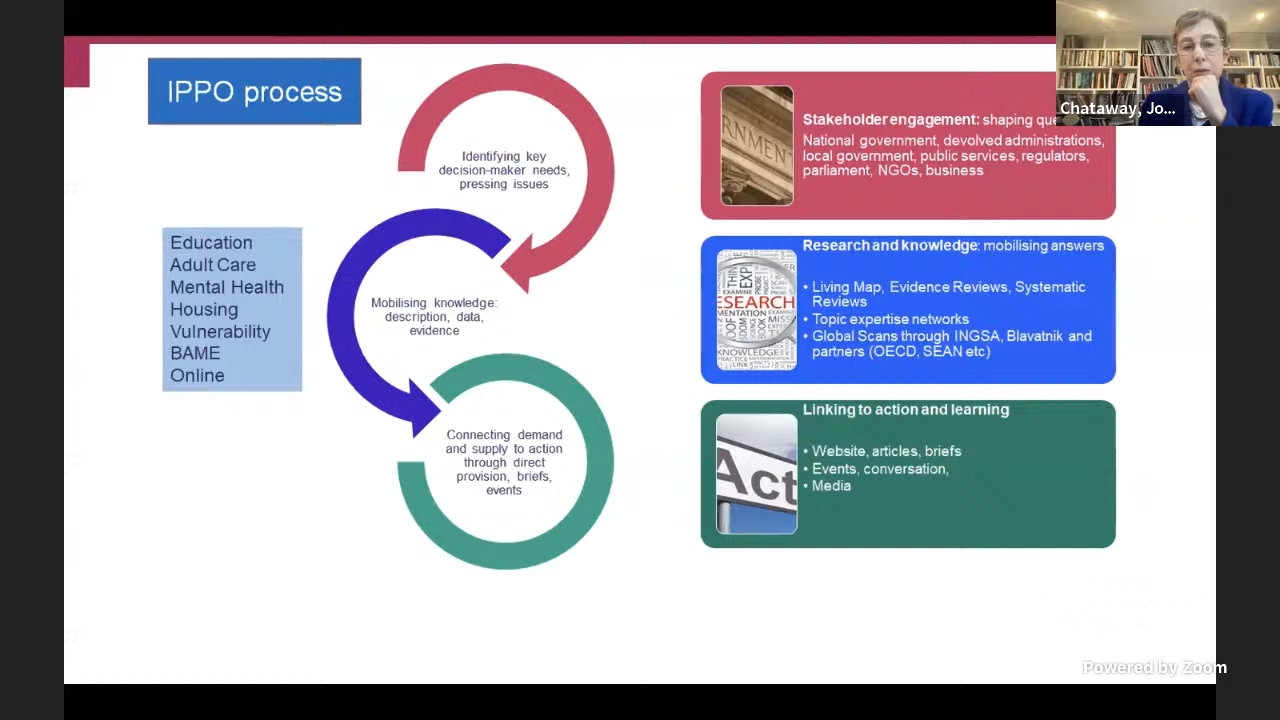 IPPO process
Identifying key
decision-maker needs,
pressing issues
Education
Adult Care
Mental Health
Housing
Vulnerability
BAME
Online
Mobilising knowledge:
description, data,
evidence
Connecting demand
and supply to action
through direct
provision, briefs,
events
Chataway, Jo...
RNMENT
Stakeholder engagement: shaping que
National government, devolved administrations,
local government, public services, regulators,
parliament, NGOs, business
Research and knowledge: mobilising answers
ESEARCH
KNOWLEDGE
• Living Map, Evidence Reviews, Systematic
Reviews
• Topic expertise networks
• Global Scans through INGSA, Blavatnik and
partners (OECD, SEAN etc)
Linking to action and learning
Act
• Website, articles, briefs
• Events, conversation,
• Media
Powered by Zoom